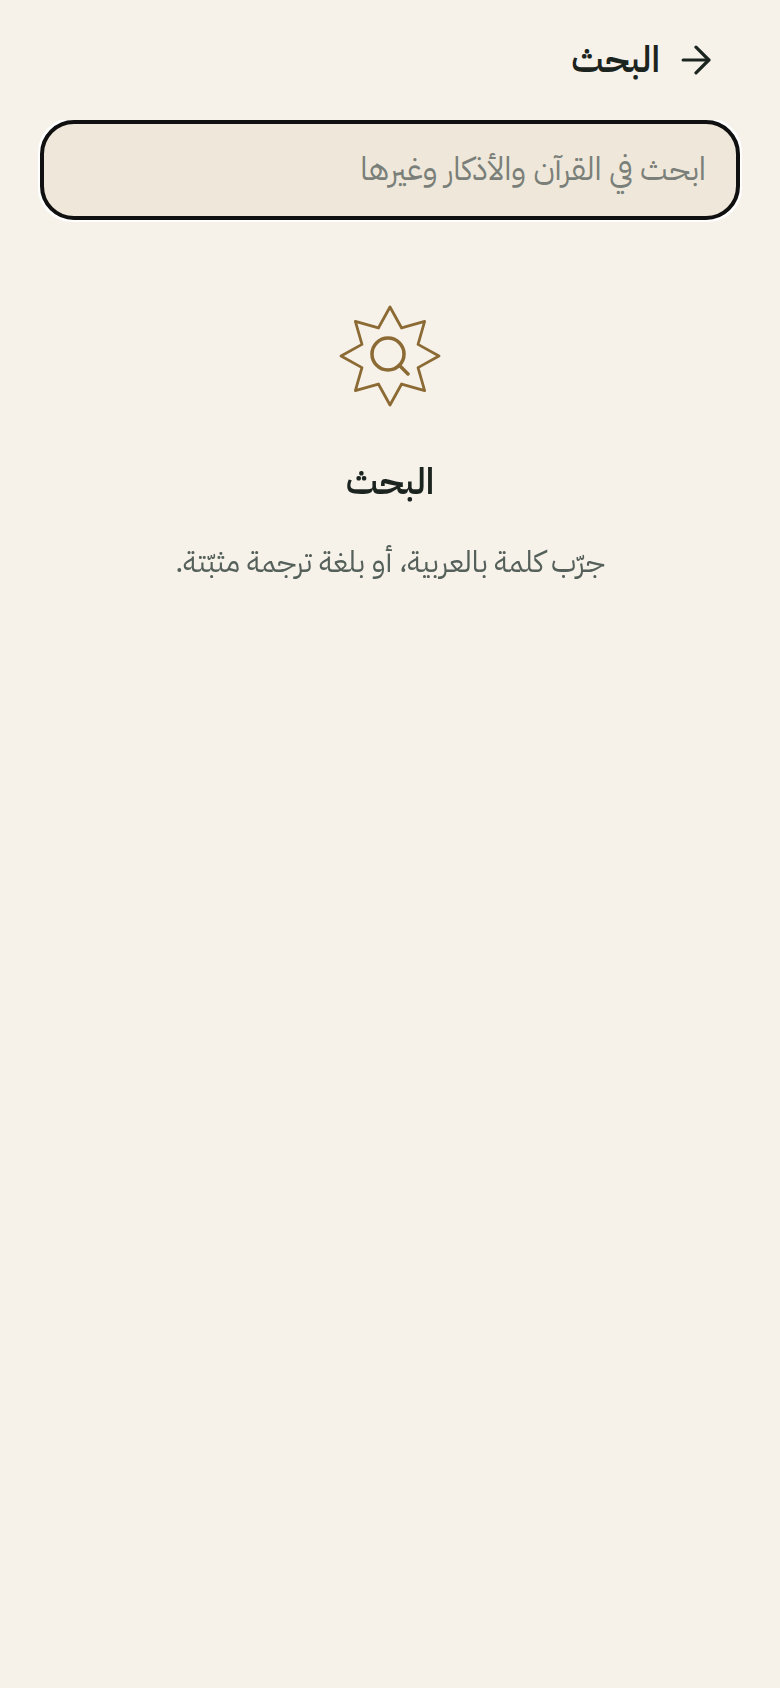 البحث
ابحث في القرآن والأذكار وغيرها
البحث
جرّب كلمة بالعربية، أو بلغة ترجمة مثبّتة.